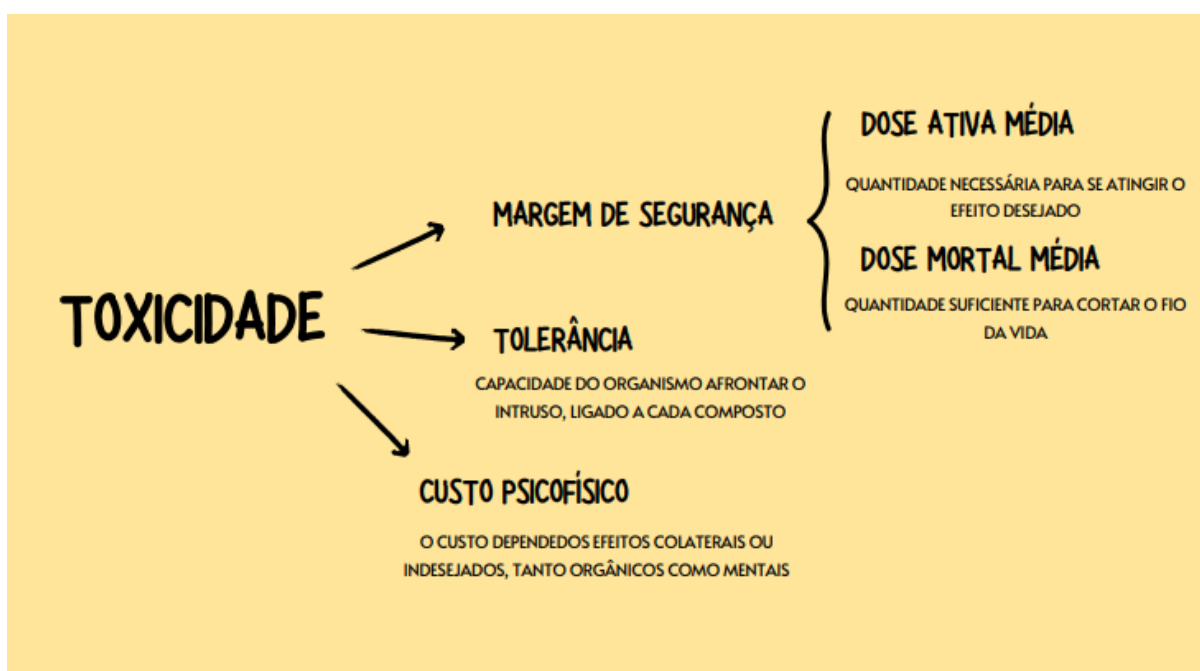 TOXICIDADE
MARGEM DE SEGURANÇA
DOSE ATIVA MÉDIA
QUANTIDADE NECESSÁRIA PARA SE ATINGIR O
EFEITO DESEJADO
DOSE MORTAL MÉDIA
QUANTIDADE SUFICIENTE PARA CORTAR O FIO
DA VIDA
TOLERÂNCIA
CAPACIDADE DO ORGANISMO AFRONTAR O
INTRUSO, LIGADO A CADA COMPOSTO
CUSTO PSICOFÍSICO
O CUSTO DEPENDEDOS EFEITOS COLATERAIS OU
INDESEJADOS, TANTO ORGÂNICOS COMO MENTAIS